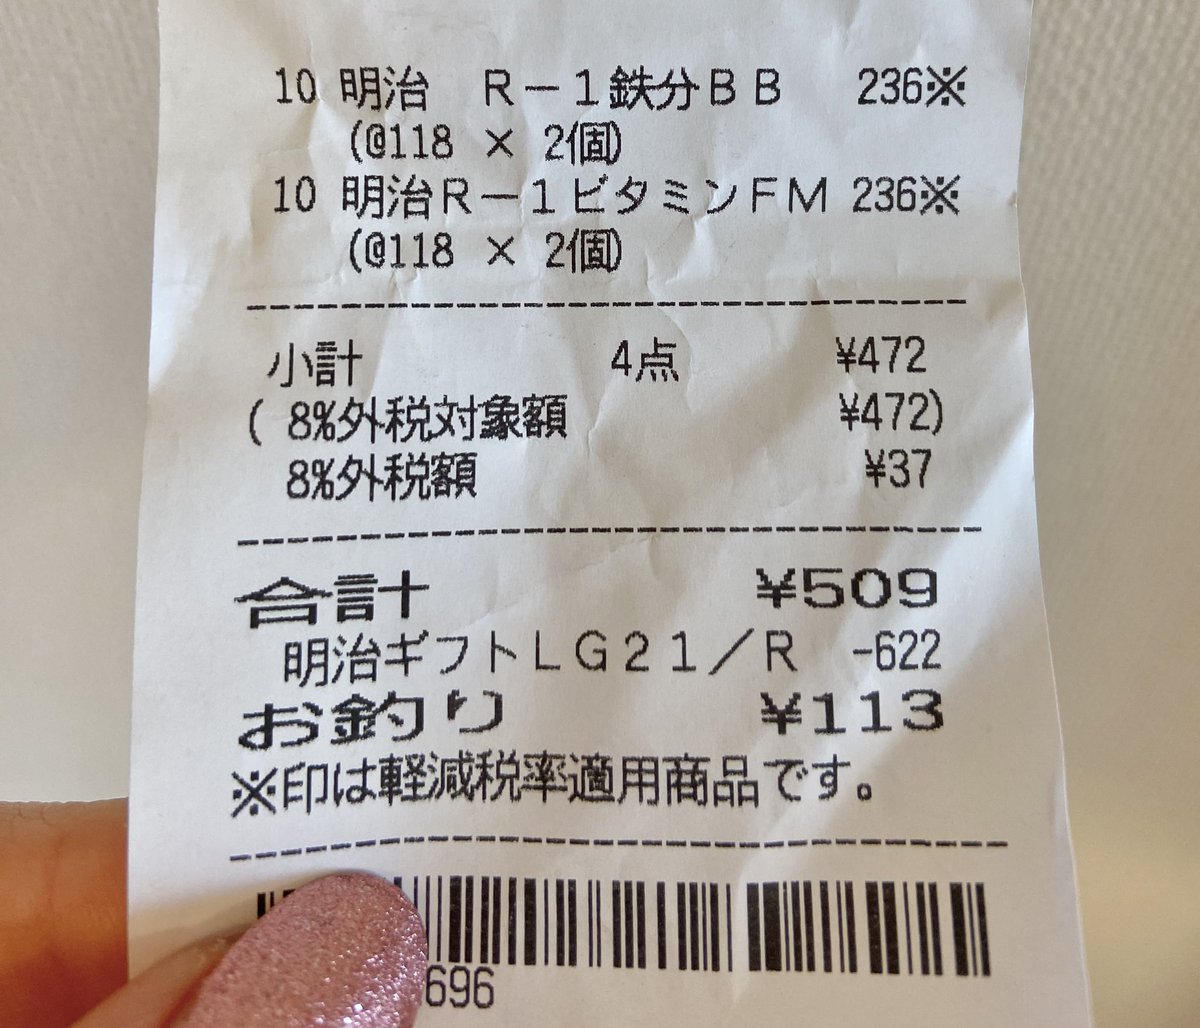 10 明治 R－1鉄分BB 236※
(@118 × 2個)
10 明治R－1ビタミンFM 236※
(@118 × 2個)
小計 4点 ¥472
( 8%外税対象額 ¥472)
8%外税額 ¥37
合計 ¥509
明治ギフトLG21／R -622
お釣り ¥113
※印は軽減税率適用商品です。
696